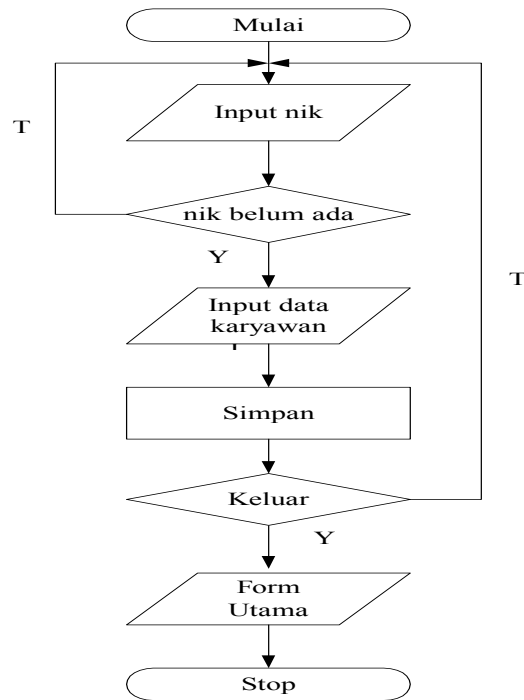 Mulai
T
Input nik
nik belum ada
Y
T
Input data
karyawan
Simpan
Keluar
Y
Form
Utama
Stop